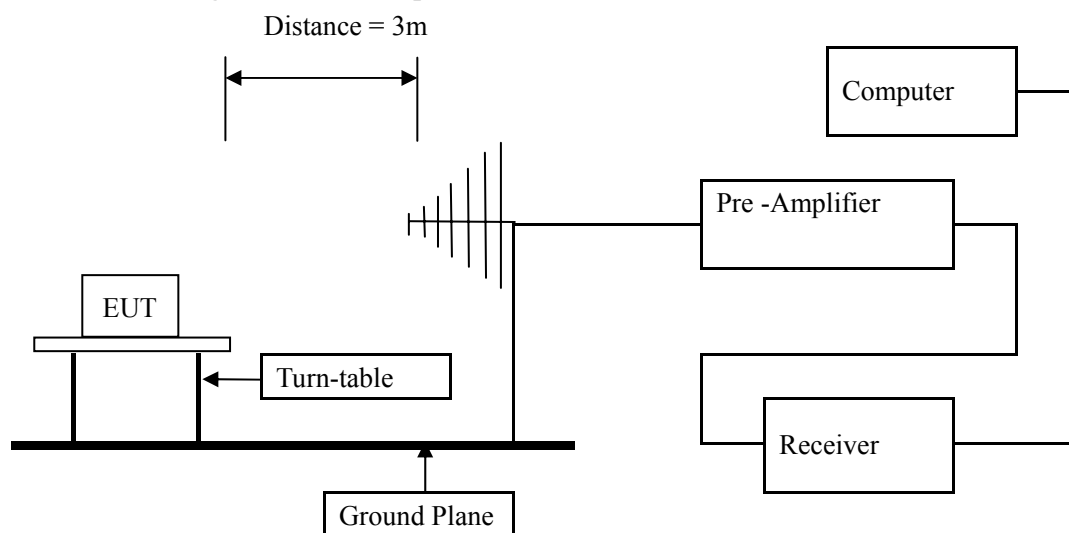 Distance = 3m
Computer
Pre -Amplifier
EUT
Turn-table
Receiver
Ground Plane